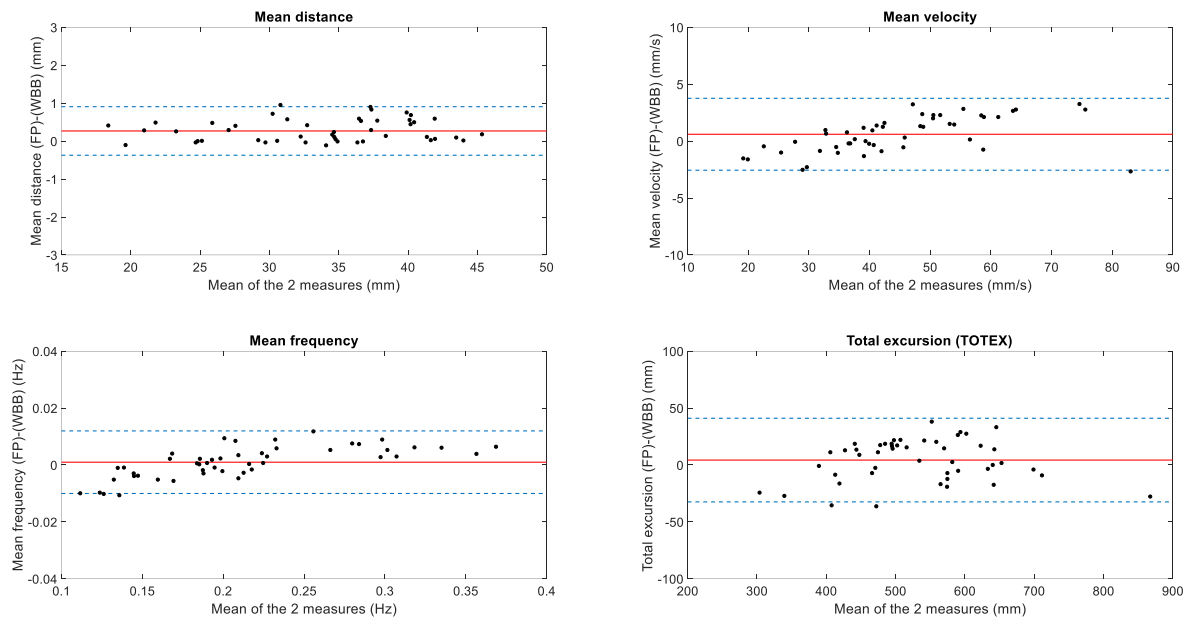 Mean distance
3
2
1
0
-1
-2
-3
Mean distance (FP)-(WBB) (mm)
15 20 25 30 35 40 45 50
Mean of the 2 measures (mm)
Mean velocity
10
5
0
-5
-10
Mean velocity (FP)-(WBB) (mm/s)
10 20 30 40 50 60 70 80 90
Mean of the 2 measures (mm/s)
Mean frequency
0.04
0.02
0
-0.02
-0.04
Mean frequency (FP)-(WBB) (Hz)
0.1 0.15 0.2 0.25 0.3 0.35 0.4
Mean of the 2 measures (Hz)
Total excursion (TOTEX)
100
50
0
-50
-100
Total excursion (FP)-(WBB) (mm)
200 300 400 500 600 700 800 900
Mean of the 2 measures (mm)